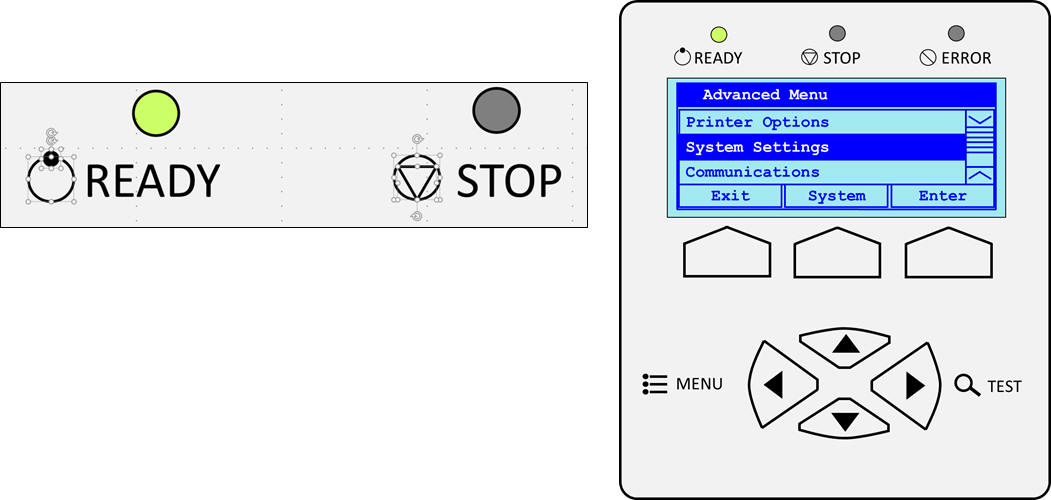 READY STOP
READY STOP ERROR
Advanced Menu
Printer Options
System Settings
Communications
Exit System Enter
MENU TEST